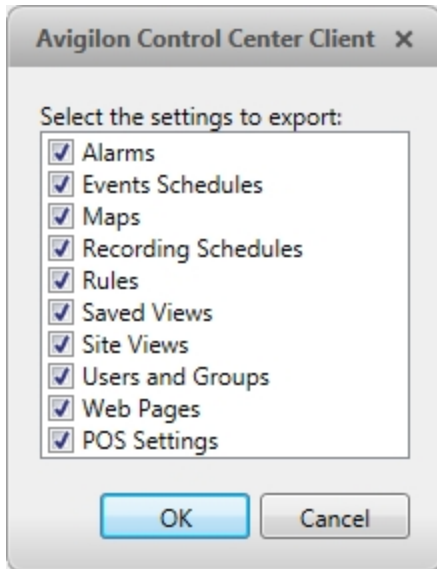 Avigilon Control Center Client
Select the settings to export:
Alarms
Events Schedules
Maps
Recording Schedules
Rules
Saved Views
Site Views
Users and Groups
Web Pages
POS Settings
OK Cancel